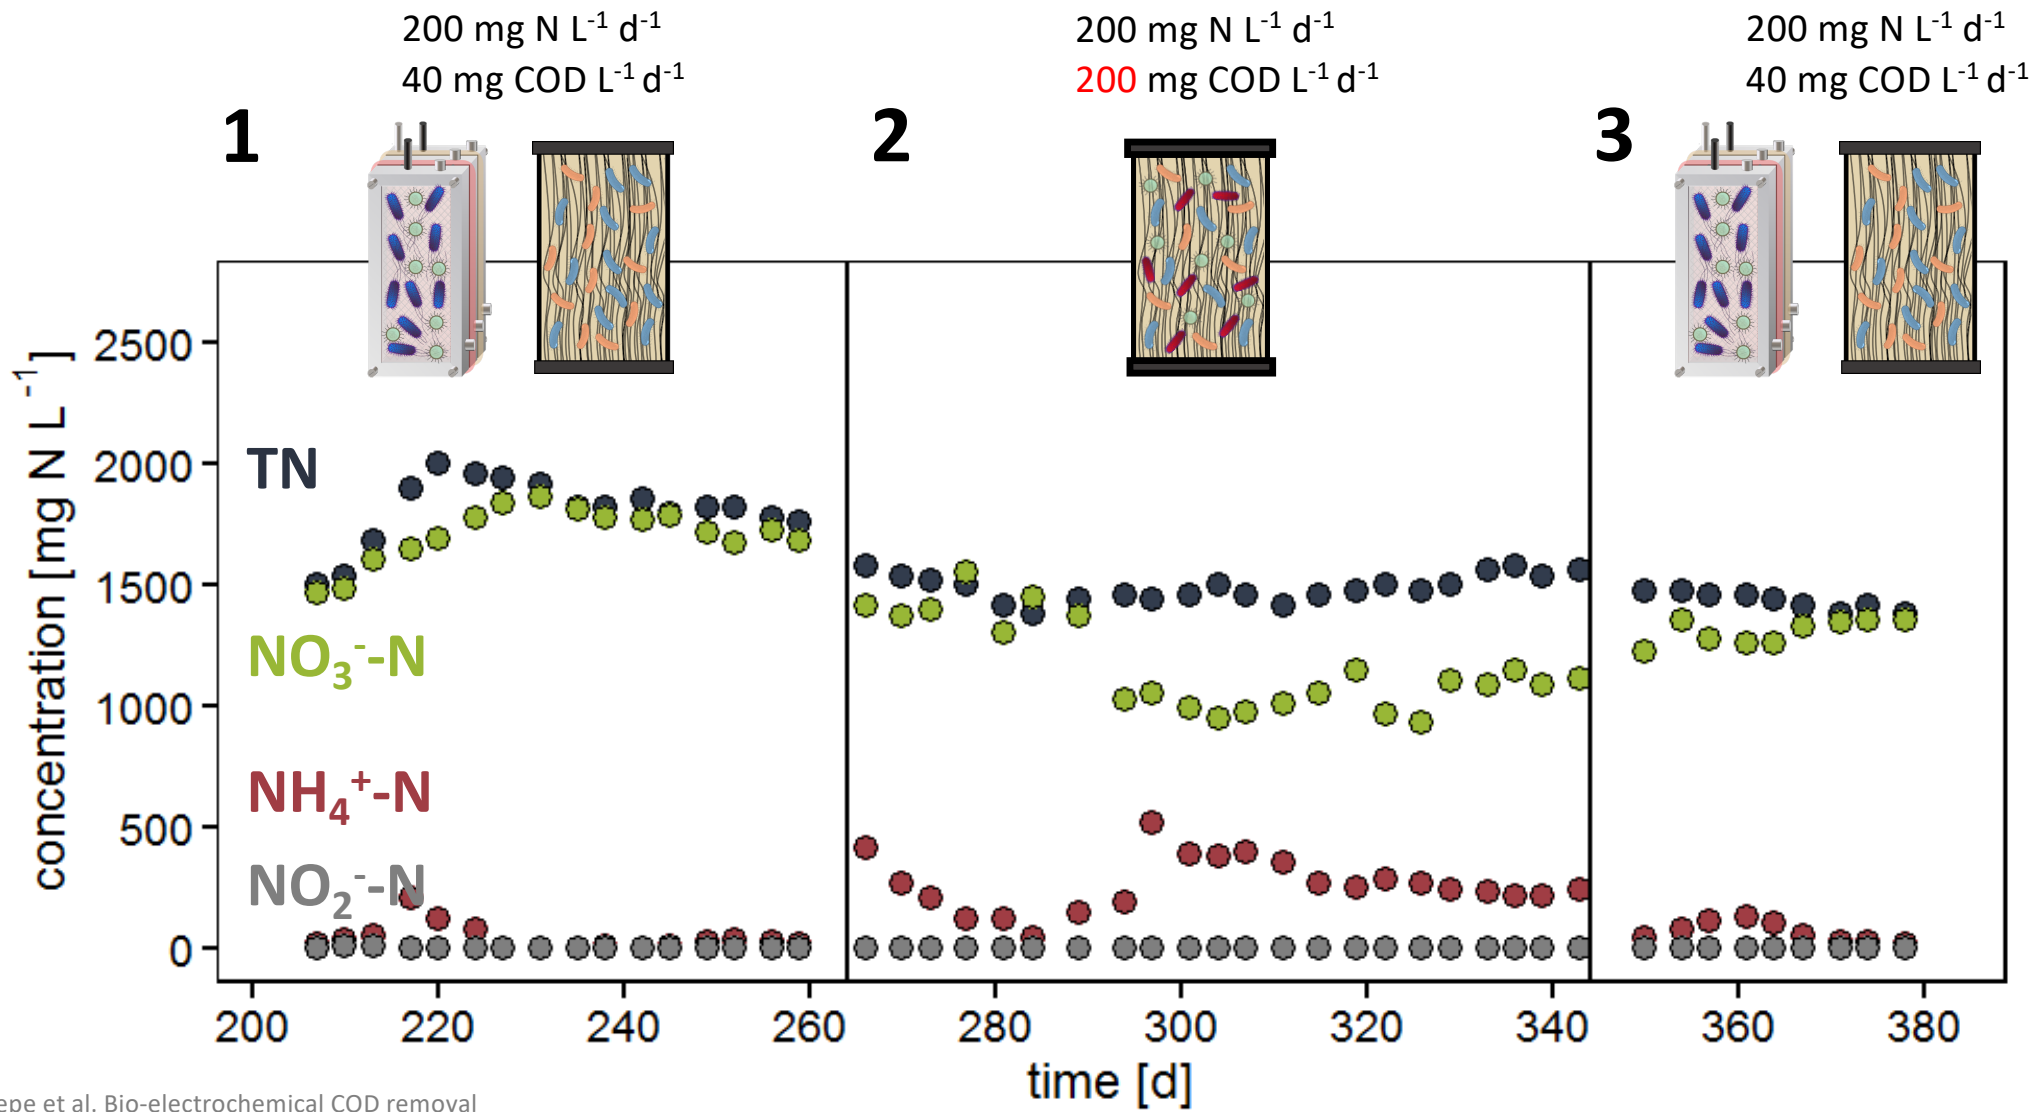 200 mg N L⁻¹ d⁻¹
40 mg COD L⁻¹ d⁻¹
200 mg N L⁻¹ d⁻¹
200 mg COD L⁻¹ d⁻¹
200 mg N L⁻¹ d⁻¹
40 mg COD L⁻¹ d⁻¹
1
2
3
concentration [mg N L⁻¹]
2500
2000
1500
1000
500
0
TN
NO₃⁻-N
NH₄⁺-N
NO₂⁻-N
200 220 240 260 280 300 320 340 360 380
time [d]
et al. Bio-electrochemical COD removal